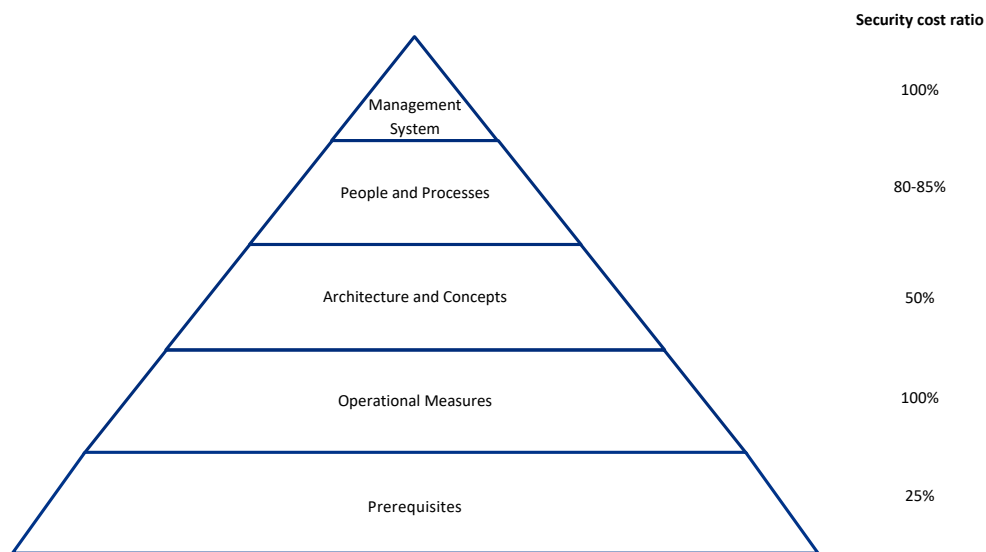 Security cost ratio
100%
Management
System
80-85%
People and Processes
Architecture and Concepts
50%
Operational Measures
100%
Prerequisites
25%